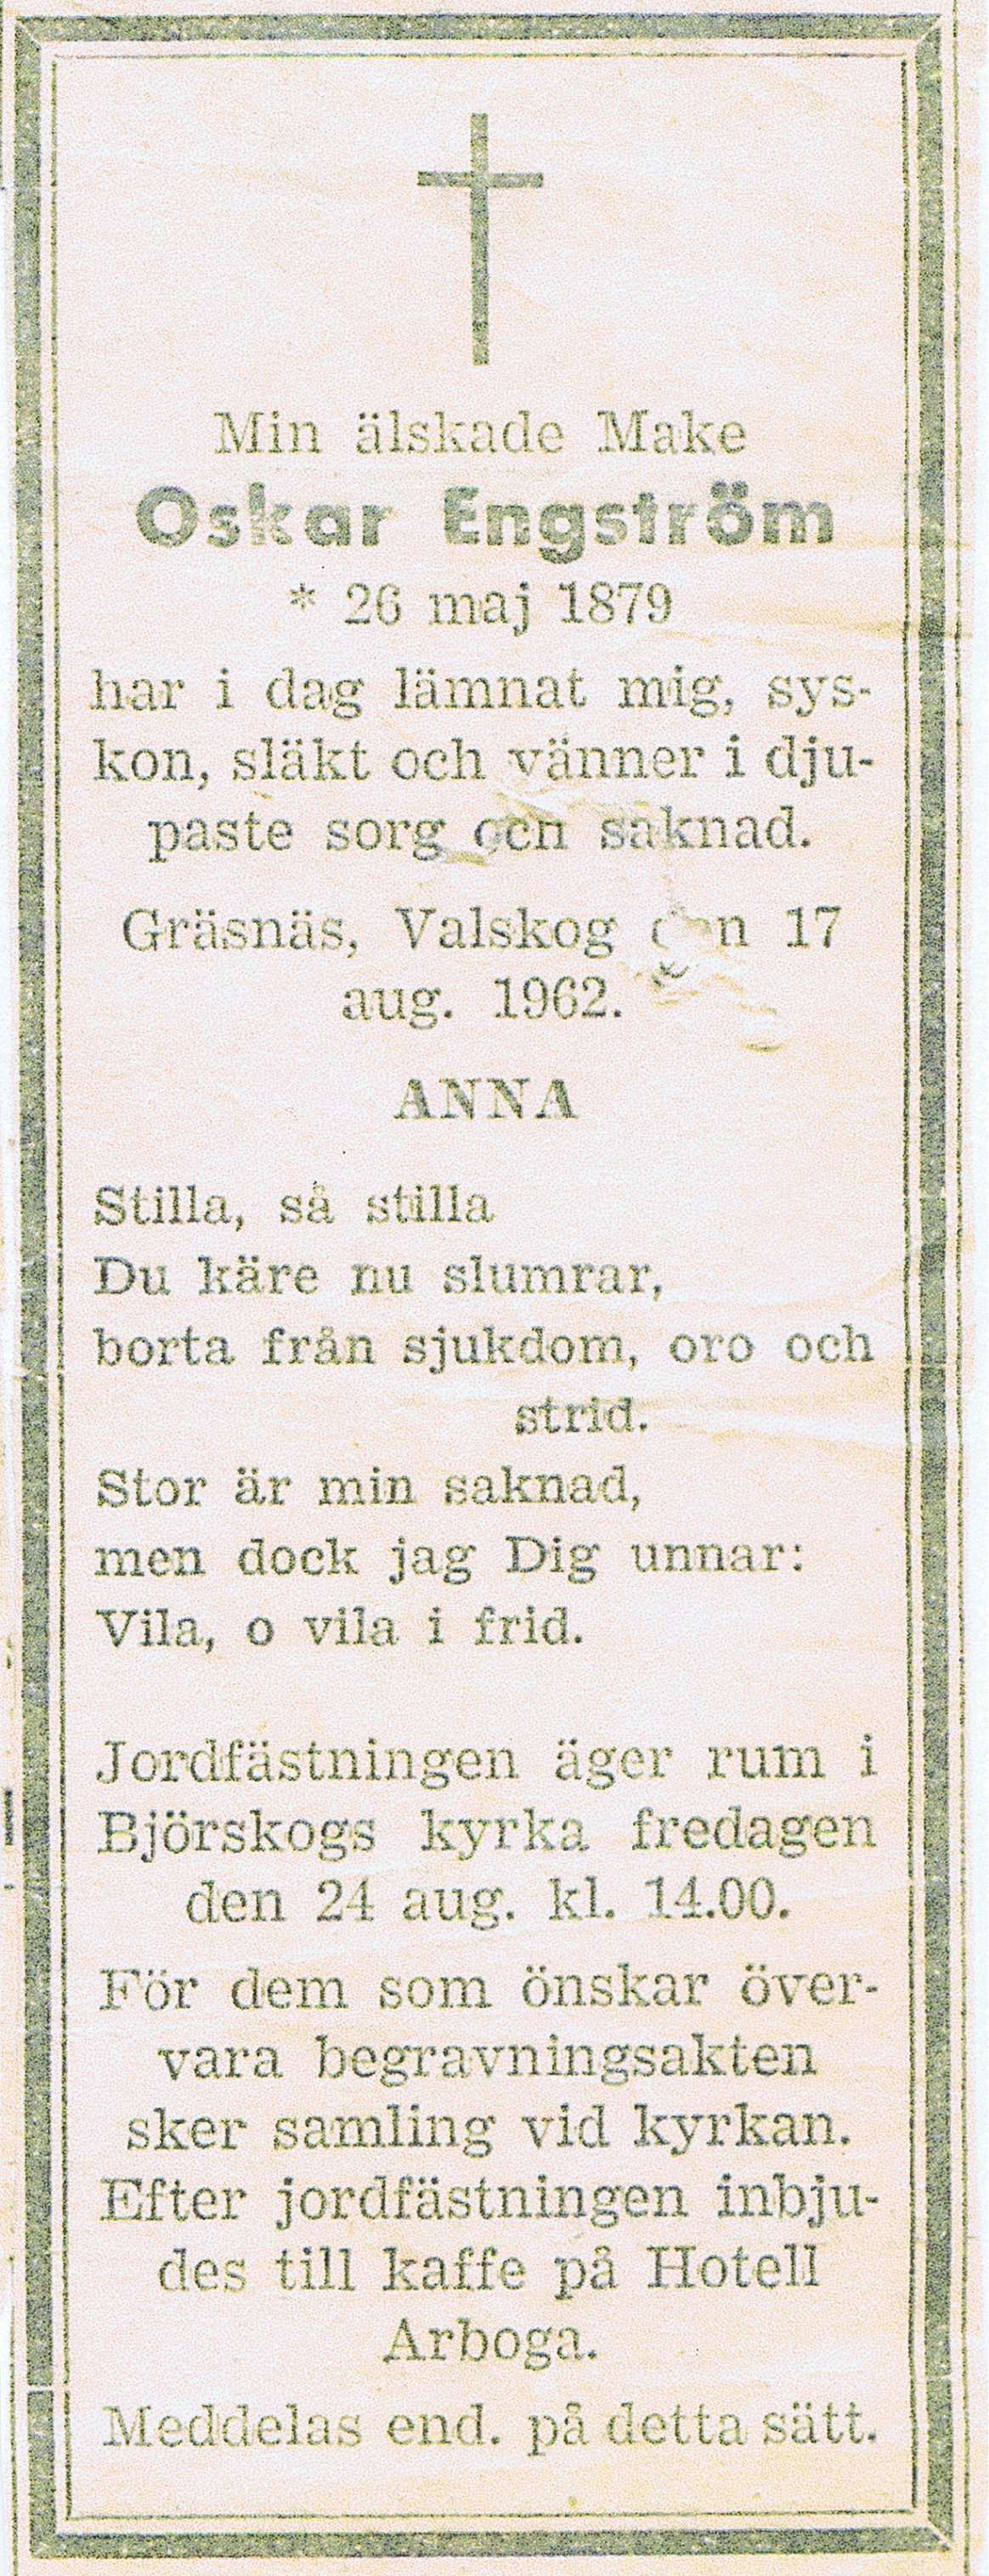 Min älskade Make
Oskar Engström
* 26 maj 1879
har i dag lämnat mig, sys-
kon, släkt och vänner i dju-
paste sorg och saknad.
Gräsnäs, Valskog den 17
aug. 1962.
ANNA
Stilla, så stilla
Du käre nu slumrar,
borta från sjukdom, oro och
strid.
Stor är min saknad,
men dock jag Dig unnar:
Vila, o vila i frid.
Jordfästningen äger rum i
Björskogs kyrka fredagen
den 24 aug. kl. 14.00.
För dem som önskar över-
vara begravningsakten
sker samling vid kyrkan.
Efter jordfästningen inbju-
des till kaffe på Hotell
Arboga.
Meddelas end. på detta sätt.